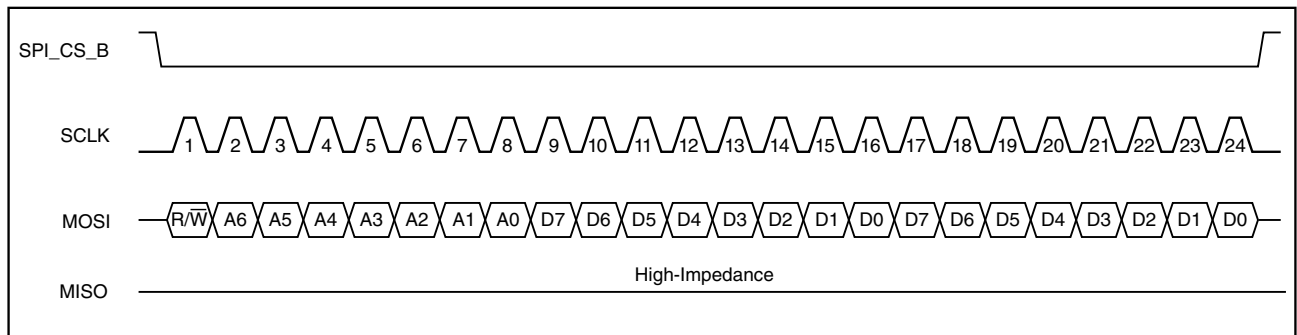 SPI_CS_B
SCLK 1 2 3 4 5 6 7 8 9 10 11 12 13 14 15 16 17 18 19 20 21 22 23 24
MOSI R/W̅ A6 A5 A4 A3 A2 A1 A0 D7 D6 D5 D4 D3 D2 D1 D0 D7 D6 D5 D4 D3 D2 D1 D0
High-Impedance
MISO